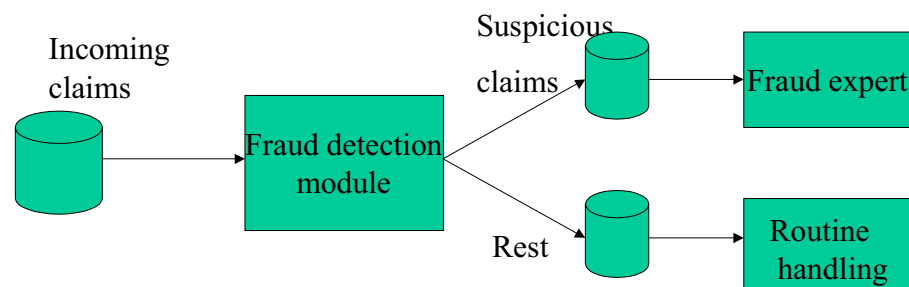 Incoming
claims
Fraud detection
module
Suspicious
claims
Fraud expert
Rest
Routine
handling